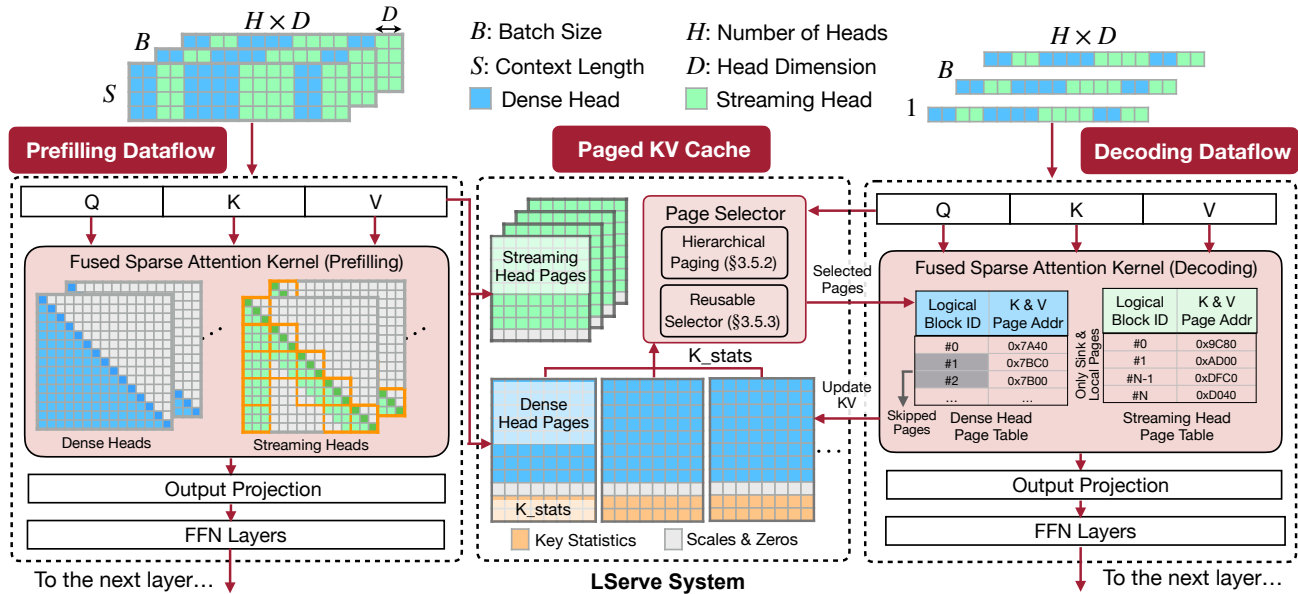 H × D
D
B
S
B: Batch Size
H: Number of Heads
S: Context Length
D: Head Dimension
Dense Head
Streaming Head
H × D
B
1
Prefilling Dataflow
Paged KV Cache
Decoding Dataflow
Q
K
V
Fused Sparse Attention Kernel (Prefilling)
...
...
Dense Heads
Streaming Heads
Output Projection
FFN Layers
To the next layer...
Streaming
Head Pages
Page Selector
Hierarchical
Paging (§3.5.2)
Reusable
Selector (§3.5.3)
K_stats
Dense
Head Pages
K_stats
...
Key Statistics
Scales & Zeros
LServe System
Selected
Pages
Update
KV
Q
K
V
Fused Sparse Attention Kernel (Decoding)
Logical
Block ID
K & V
Page Addr
#0
0x7A40
#1
0x7BC0
#2
0x7B00
...
...
Skipped
Pages
Dense Head
Page Table
Only Sink &
Local Pages
Logical
Block ID
K & V
Page Addr
#0
0x9C80
#1
0xAD00
#N-1
0xDFC0
#N
0xD040
Streaming Head
Page Table
Output Projection
FFN Layers
To the next layer...